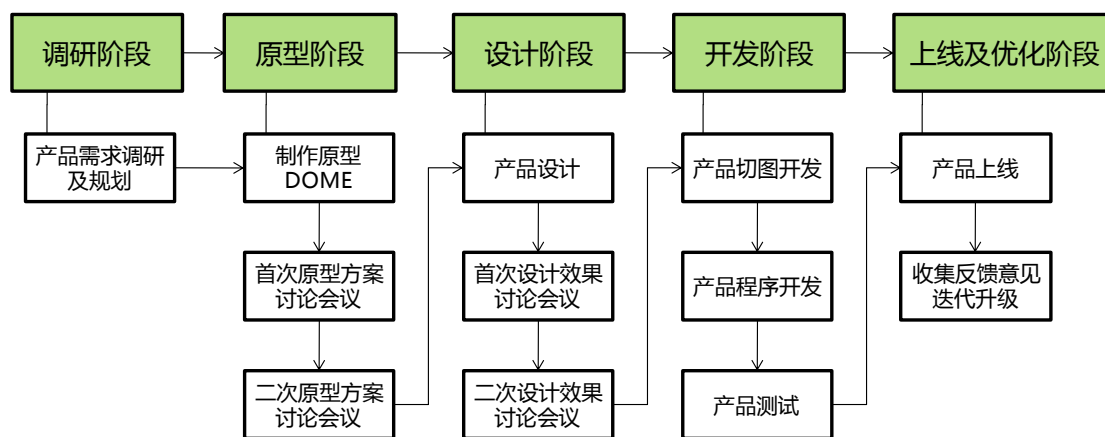 调研阶段
原型阶段
设计阶段
开发阶段
上线及优化阶段
产品需求调研
及规划
制作原型
DOME
产品设计
产品切图开发
产品上线
首次原型方案
讨论会议
首次设计效果
讨论会议
产品程序开发
收集反馈意见
迭代升级
二次原型方案
讨论会议
二次设计效果
讨论会议
产品测试